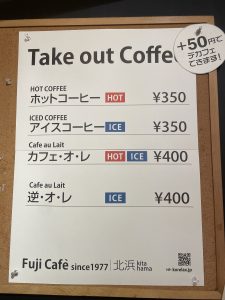 Take out Coffe
+50円で
デカフェ
できます!
HOT COFFEE
ホットコーヒー HOT ¥350
ICED COFFEE
アイスコーヒー ICE ¥350
Cafe au Lait
カフェ・オ・レ HOT ICE ¥400
Cafe au Lait
逆・オ・レ ICE ¥400
Fuji Cafè since1977 北浜 kita hama